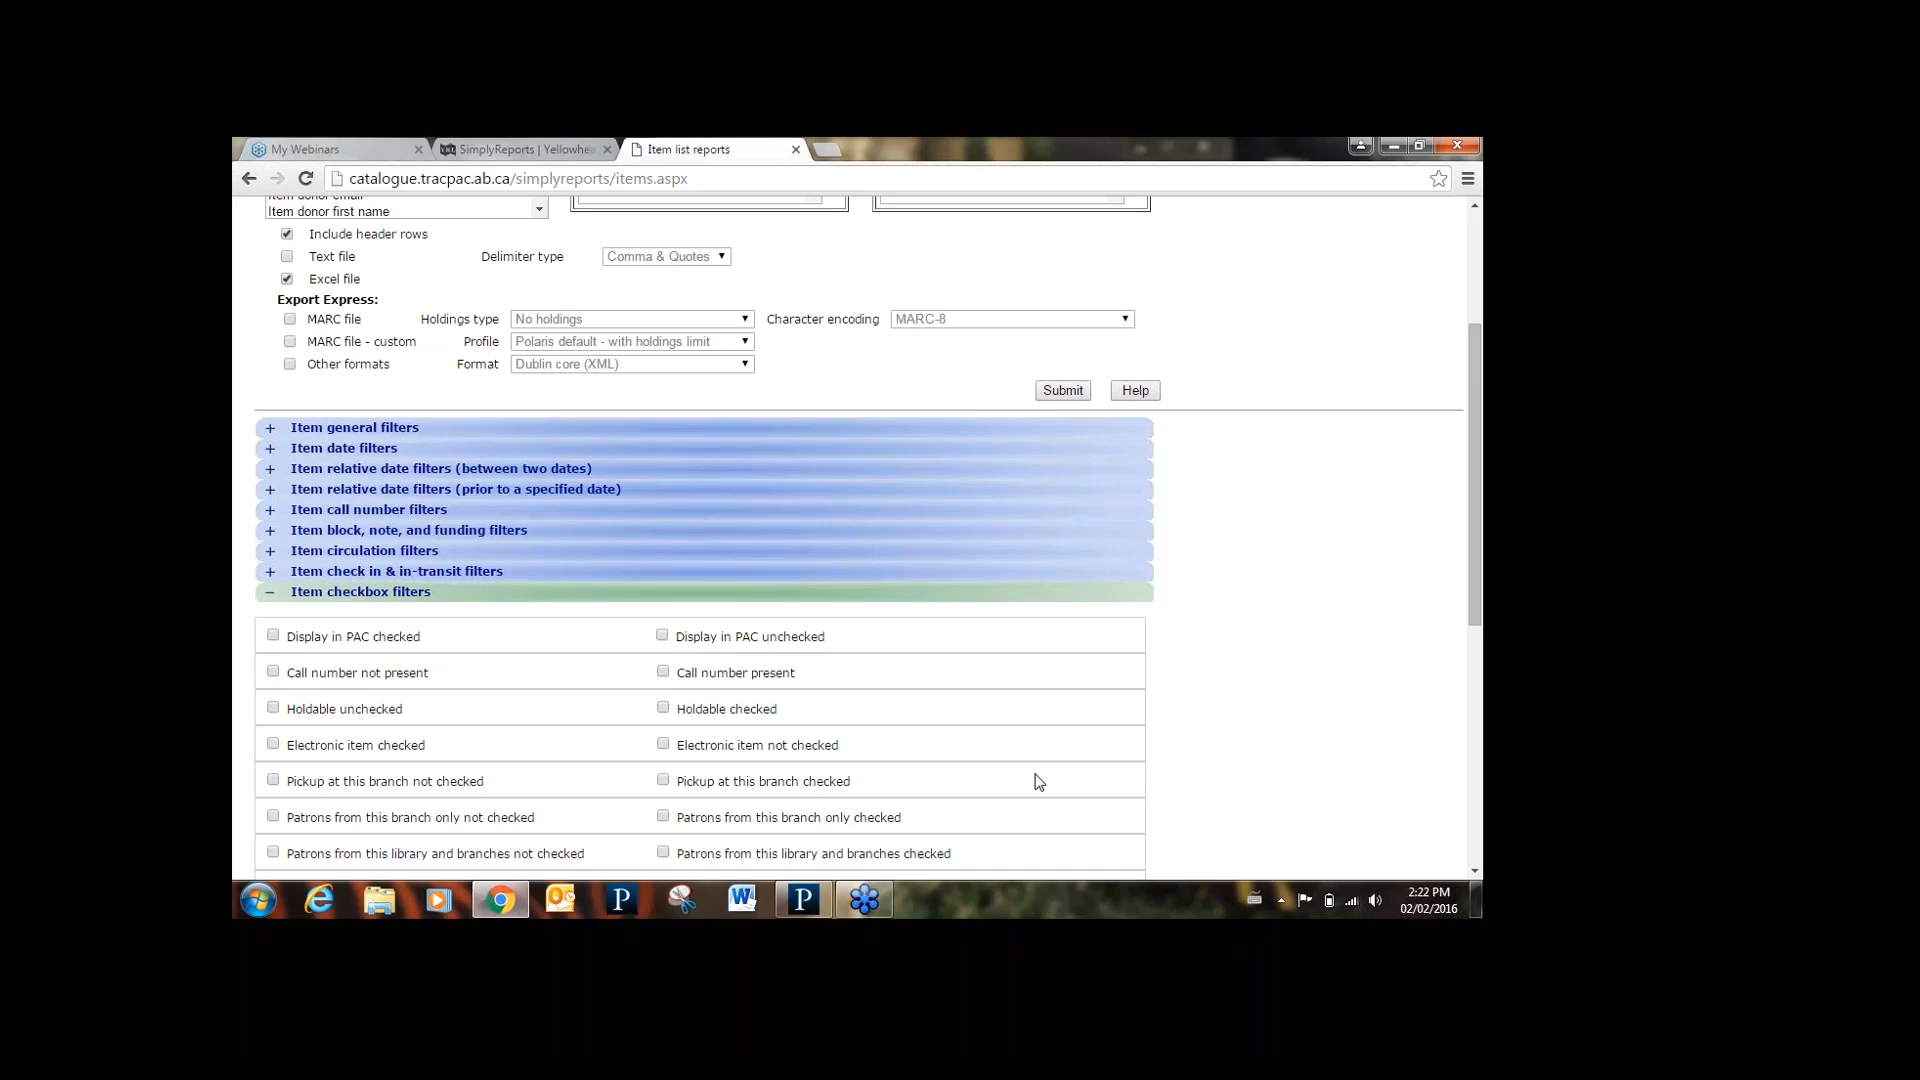 My Webinars
SimplyReports | Yellowhea
Item list reports
catalogue.tracpac.ab.ca/simplyreports/items.aspx
Item donor email
Item donor first name
Include header rows
Text file Delimiter type Comma & Quotes
Excel file
Export Express:
MARC file Holdings type No holdings Character encoding MARC-8
MARC file - custom Profile Polaris default - with holdings limit
Other formats Format Dublin core (XML)
Submit Help
+ Item general filters
+ Item date filters
+ Item relative date filters (between two dates)
+ Item relative date filters (prior to a specified date)
+ Item call number filters
+ Item block, note, and funding filters
+ Item circulation filters
+ Item check in & in-transit filters
− Item checkbox filters
Display in PAC checked Display in PAC unchecked
Call number not present Call number present
Holdable unchecked Holdable checked
Electronic item checked Electronic item not checked
Pickup at this branch not checked Pickup at this branch checked
Patrons from this branch only not checked Patrons from this branch only checked
Patrons from this library and branches not checked Patrons from this library and branches checked
2:22 PM
02/02/2016